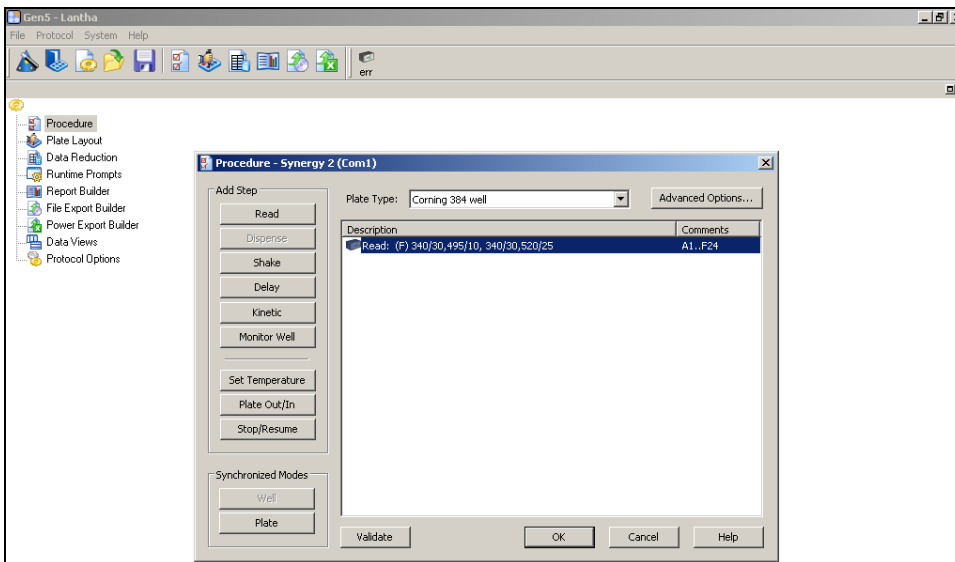 Gen5 - Lantha
File Protocol System Help
err
Procedure
Plate Layout
Data Reduction
Runtime Prompts
Report Builder
File Export Builder
Power Export Builder
Data Views
Protocol Options
Procedure - Synergy 2 (Com1)
Add Step
Read
Dispense
Shake
Delay
Kinetic
Monitor Well
Set Temperature
Plate Out/In
Stop/Resume
Synchronized Modes
Well
Plate
Plate Type: Corning 384 well Advanced Options...
Description Comments
Read: (F) 340/30,495/10, 340/30,520/25 A1..F24
Validate OK Cancel Help